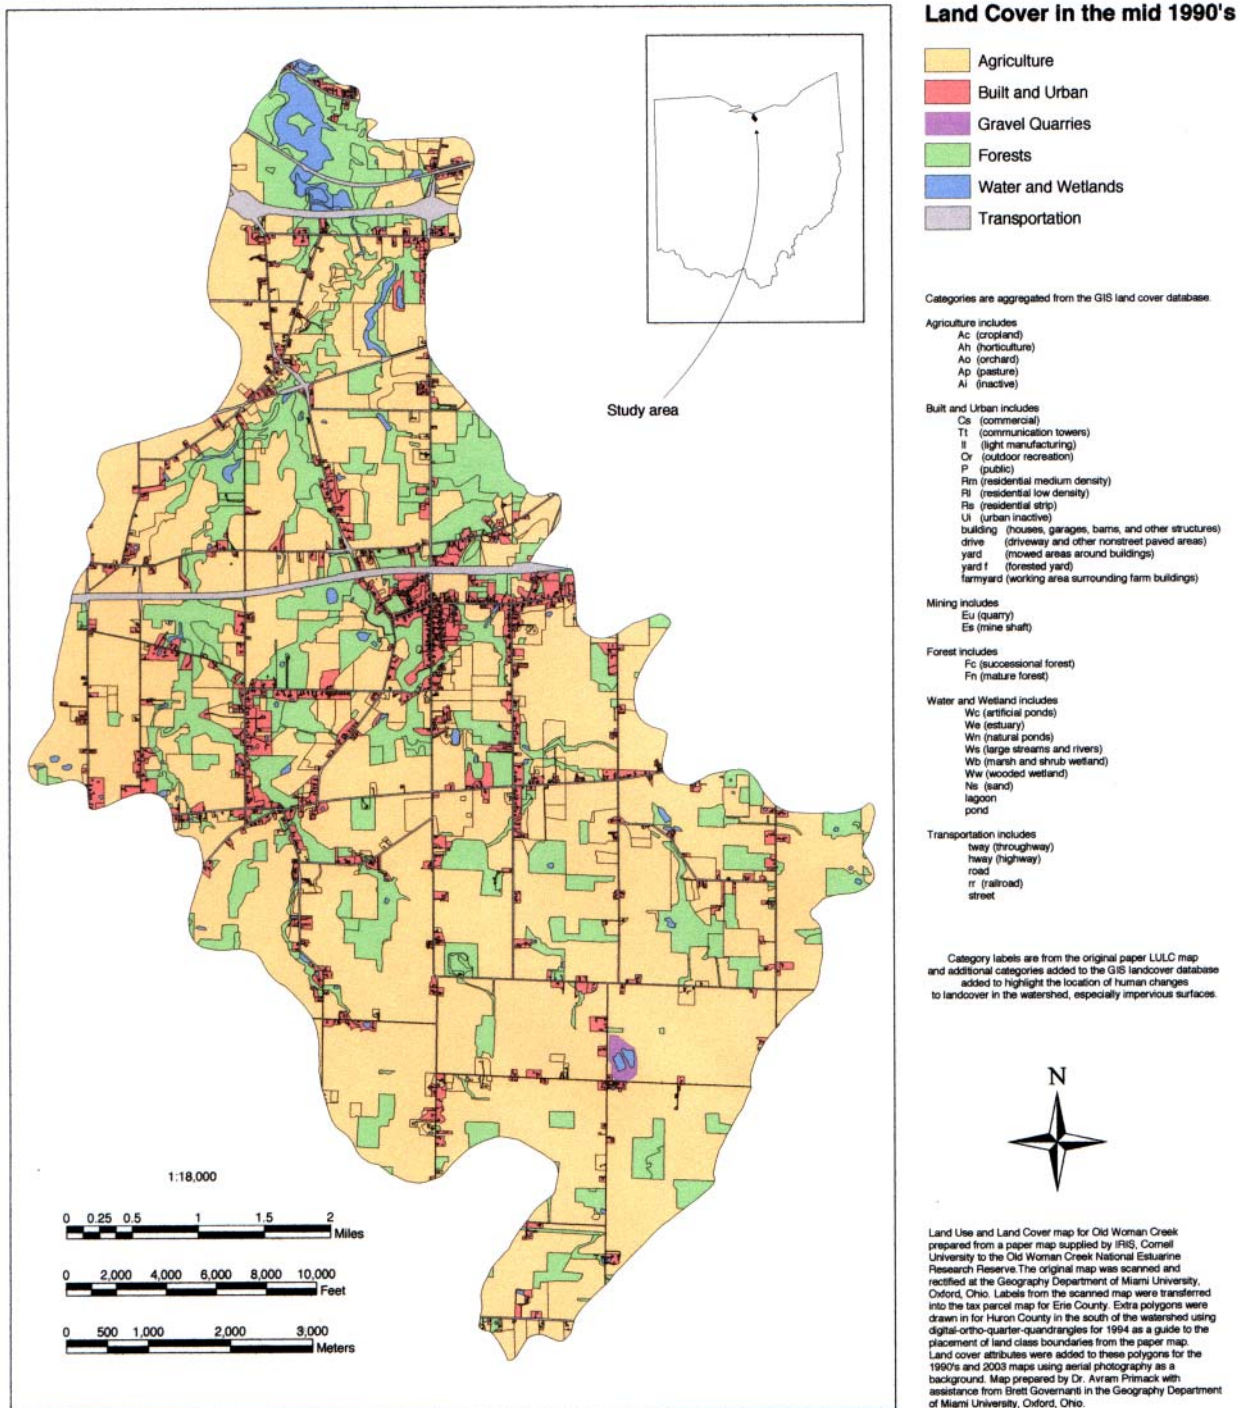 Land Cover in the mid 1990's
Agriculture
Built and Urban
Gravel Quarries
Forests
Water and Wetlands
Transportation
Categories are aggregated from the GIS land cover database.
Agriculture includes
Ac (cropland)
Ah (horticulture)
Ao (orchard)
Ap (pasture)
Ai (inactive)
Built and Urban includes
Cs (commercial)
Tt (communication towers)
Il (light manufacturing)
Or (outdoor recreation)
P (public)
Rm (residential medium density)
Rl (residential low density)
Rs (residential strip)
Ui (urban inactive)
building (houses, garages, barns, and other structures)
drive (driveway and other nonstreet paved areas)
yard (mowed areas around buildings)
yard f (forested yard)
farmyard (working area surrounding farm buildings)
Mining includes
Eu (quarry)
Es (mine shaft)
Forest includes
Fc (successional forest)
Fn (mature forest)
Water and Wetland includes
Wc (artificial ponds)
We (estuary)
Wn (natural ponds)
Ws (large streams and rivers)
Wb (marsh and shrub wetland)
Ww (wooded wetland)
Ns (sand)
lagoon
pond
Transportation includes
tway (throughway)
hway (highway)
road
rr (railroad)
street
Category labels are from the original paper LULC map
and additional categories added to the GIS landcover database
added to highlight the location of human changes
to landcover in the watershed, especially impervious surfaces.
N
Land Use and Land Cover map for Old Woman Creek
prepared from a paper map supplied by IRIS, Cornell
University to the Old Woman Creek National Estuarine
Research Reserve.The original map was scanned and
rectified at the Geography Department of Miami University,
Oxford, Ohio. Labels from the scanned map were transferred
into the tax parcel map for Erie County. Extra polygons were
drawn in for Huron County in the south of the watershed using
digital-ortho-quarter-quandrangles for 1994 as a guide to the
placement of land class boundaries from the paper map.
Land cover attributes were added to these polygons for the
1990's and 2003 maps using aerial photography as a
background. Map prepared by Dr. Avram Primack with
assistance from Brett Governanti in the Geography Department
of Miami University, Oxford, Ohio.
Study area
1:18,000
0 0.25 0.5 1 1.5 2
Miles
0 2,000 4,000 6,000 8,000 10,000
Feet
0 500 1,000 2,000 3,000
Meters